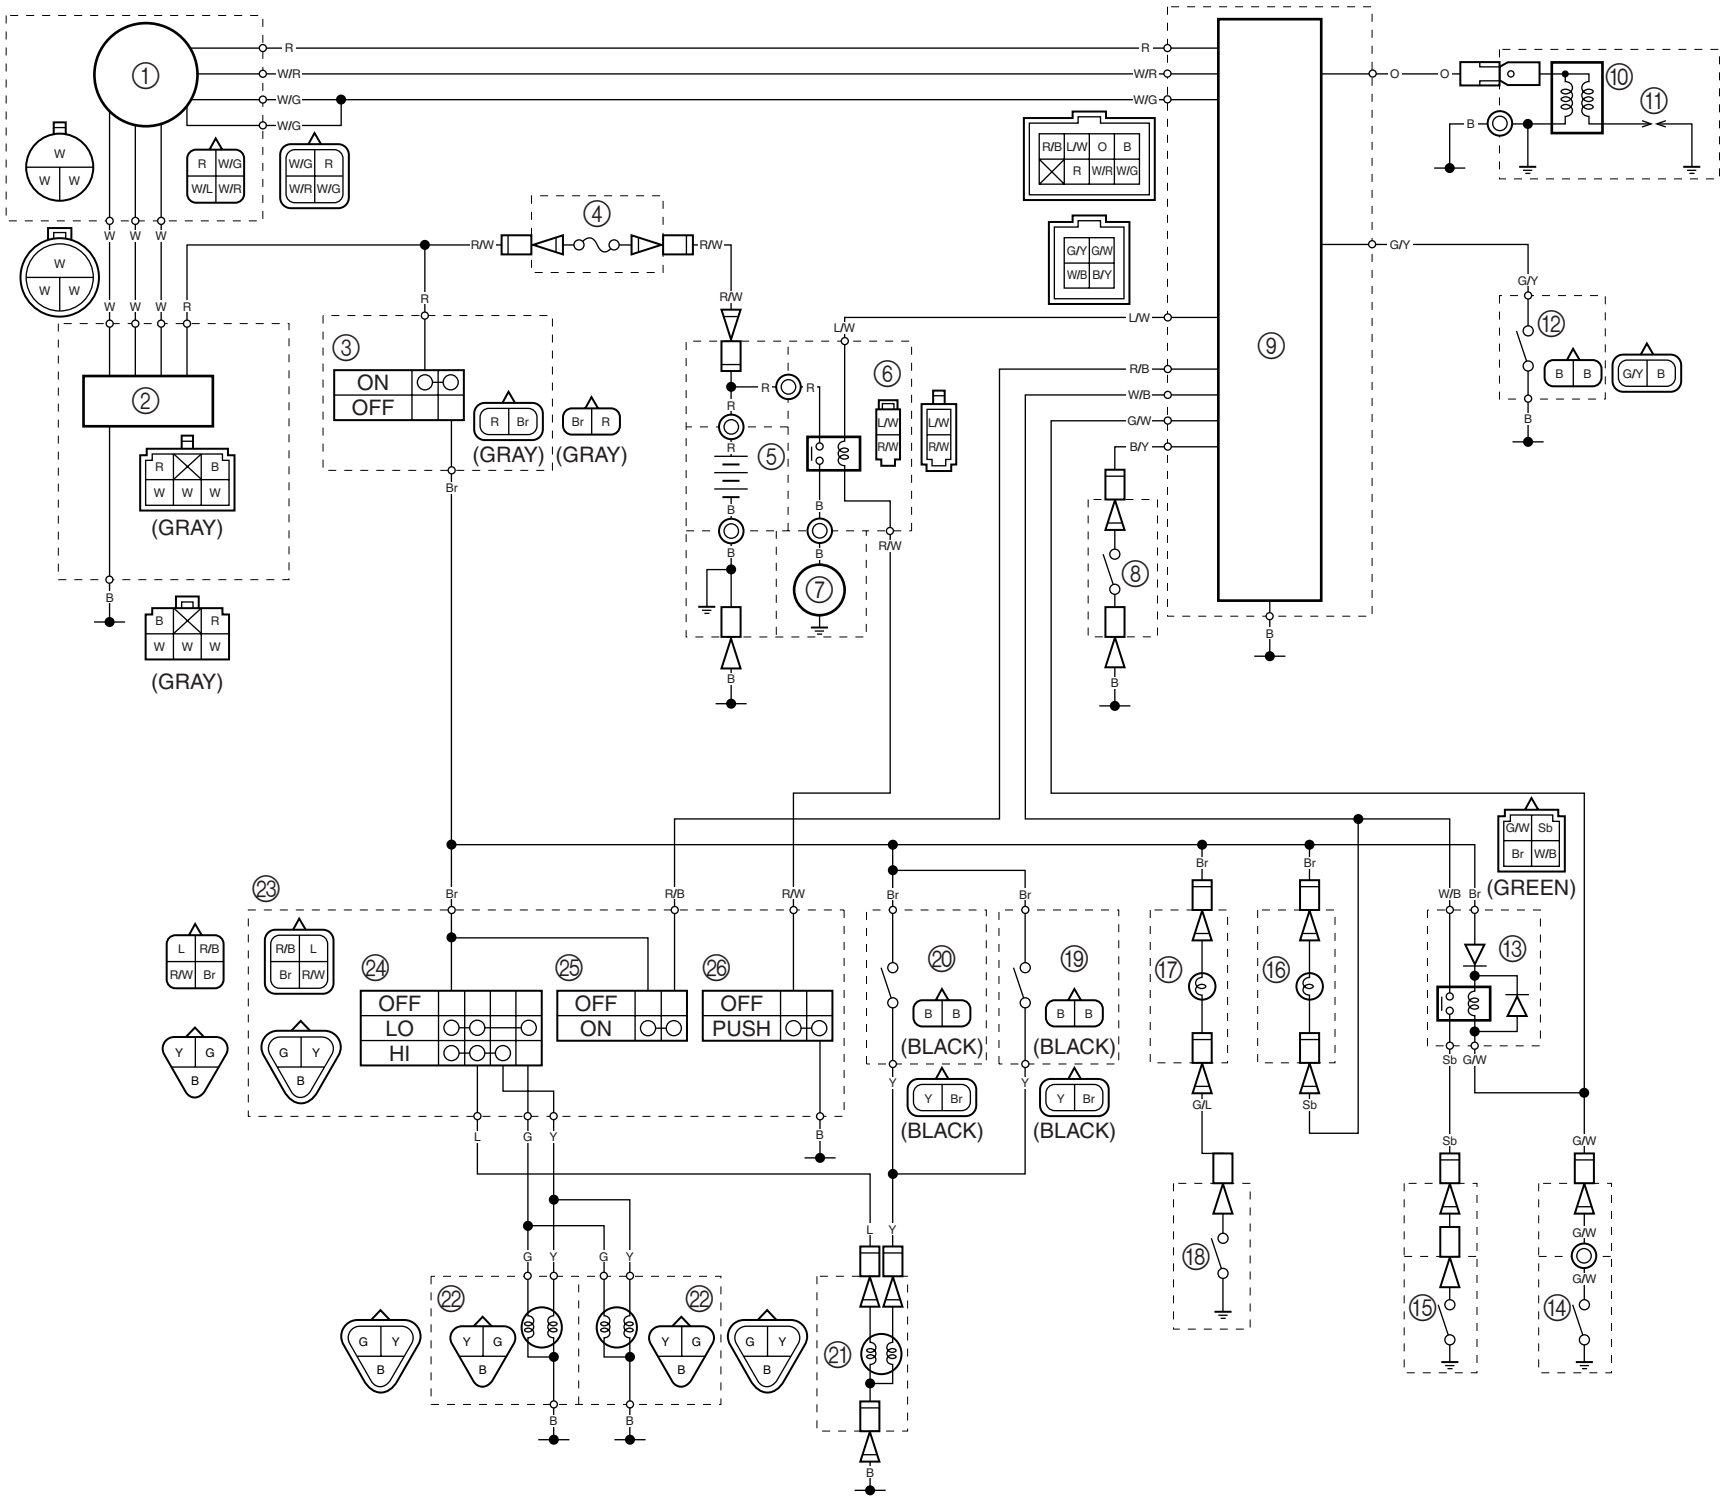 ① R R
W/R W/R
W/G W/G
W/G
O O ⑩
⑪
B
W
W W
R W/G
W/L W/R
W/G R
W/R W/G
R/B L/W O B
R W/R W/G
④
R/W R/W
W W W
G/Y G/W
W/B B/Y
G/Y
G/Y
W
W W
W W W R
R
R/W
L/W
L/W
⑫
B B
G/Y B
B
③
ON
OFF
R Br
(GRAY)
Br R
(GRAY)
Br
②
R B
W W W
(GRAY)
B
B R
W W W
(GRAY)
R R
R
R
⑤
B
B
⑥
L/W
R/W
L/W
R/W
B
B
R/W
⑦
B
⑨
R/B
W/B
G/W
B/Y
⑧
B
B
G/W Sb
Br W/B
(GREEN)
㉓
Br R/B R/W Br Br Br Br W/B Br
L R/B
R/W Br
R/B L
Br R/W
Y G
B
G Y
B
㉔
OFF
LO
HI
㉕
OFF
ON
㉖
OFF
PUSH
⑳
B B
(BLACK)
Y
Y Br
(BLACK)
⑲
B B
(BLACK)
Y
Y Br
(BLACK)
⑰
G/L
⑯
Sb
⑬
Sb G/W
L G Y B
Sb
G/W
L Y
G Y G Y
G Y
B
㉒
Y G
B
㉒
Y G
B
G Y
B
B B
㉑
B
⑱
⑮
G/W
G/W
⑭